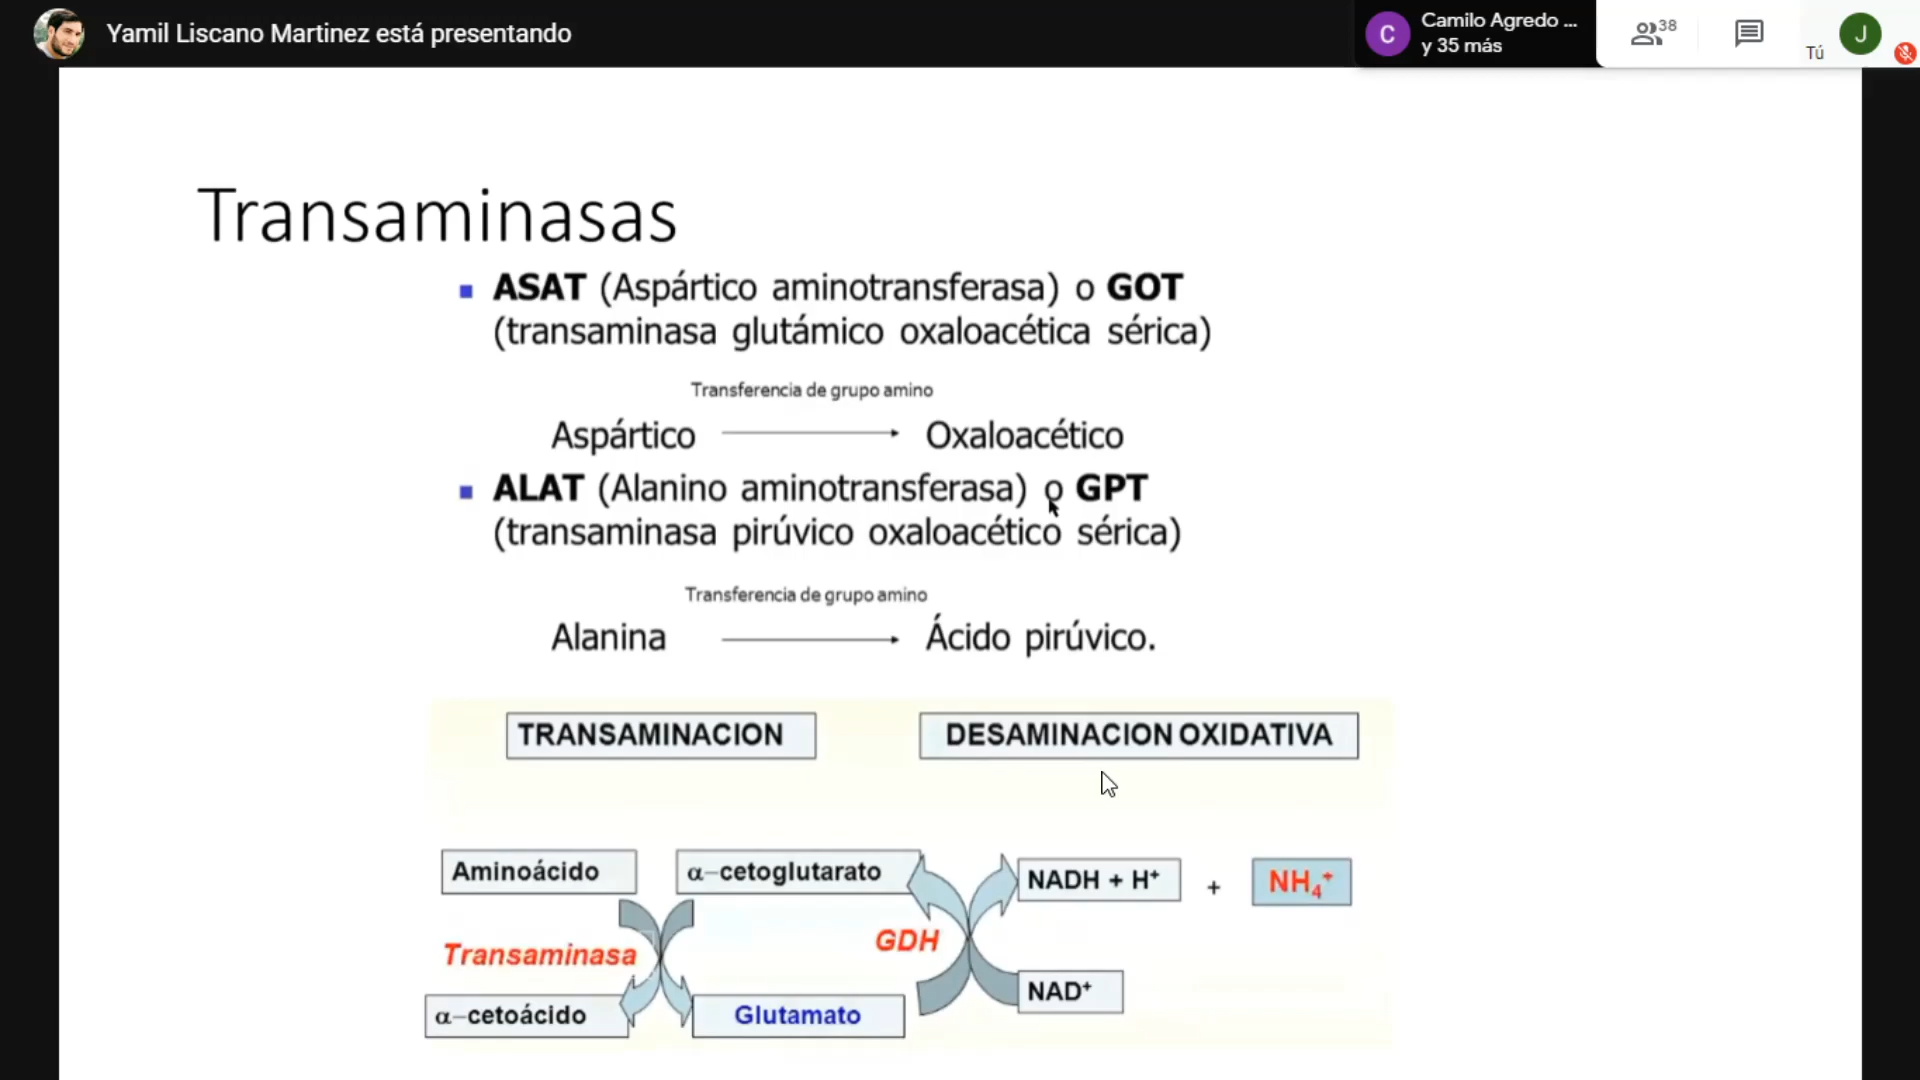 Yamil Liscano Martinez está presentando
C
Camilo Agredo ...
y 35 más
38
Tú
J
Transaminasas
ASAT (Aspártico aminotransferasa) o GOT
(transaminasa glutámico oxaloacética sérica)
Transferencia de grupo amino
Aspártico Oxaloacético
ALAT (Alanino aminotransferasa) o GPT
(transaminasa pirúvico oxaloacético sérica)
Transferencia de grupo amino
Alanina Ácido pirúvico.
TRANSAMINACION DESAMINACION OXIDATIVA
Aminoácido α–cetoglutarato NADH + H⁺ + NH₄⁺
Transaminasa GDH
α–cetoácido Glutamato NAD⁺